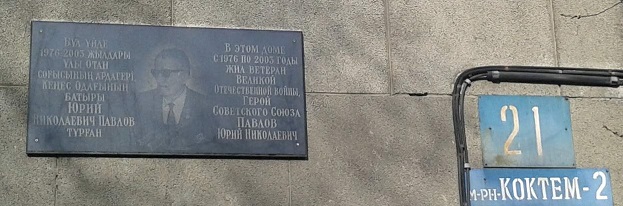 БҰЛ ҮЙДЕ
1976-2003 ЖЫЛДАРЫ
ҰЛЫ ОТАН
СОҒЫСЫНЫҢ АРДАГЕРІ
КЕҢЕС ОДАҒЫНЫҢ
БАТЫРЫ
ЮРИЙ
НИКОЛАЕВИЧ ПАВЛОВ
ТҰРҒАН
В ЭТОМ ДОМЕ
С 1976 ПО 2003 ГОДЫ
ЖИЛ ВЕТЕРАН
ВЕЛИКОЙ
ОТЕЧЕСТВЕННОЙ ВОЙНЫ,
ГЕРОЙ
СОВЕТСКОГО СОЮЗА
ПАВЛОВ
ЮРИЙ НИКОЛАЕВИЧ
21
М-РН-КОКТЕМ-2